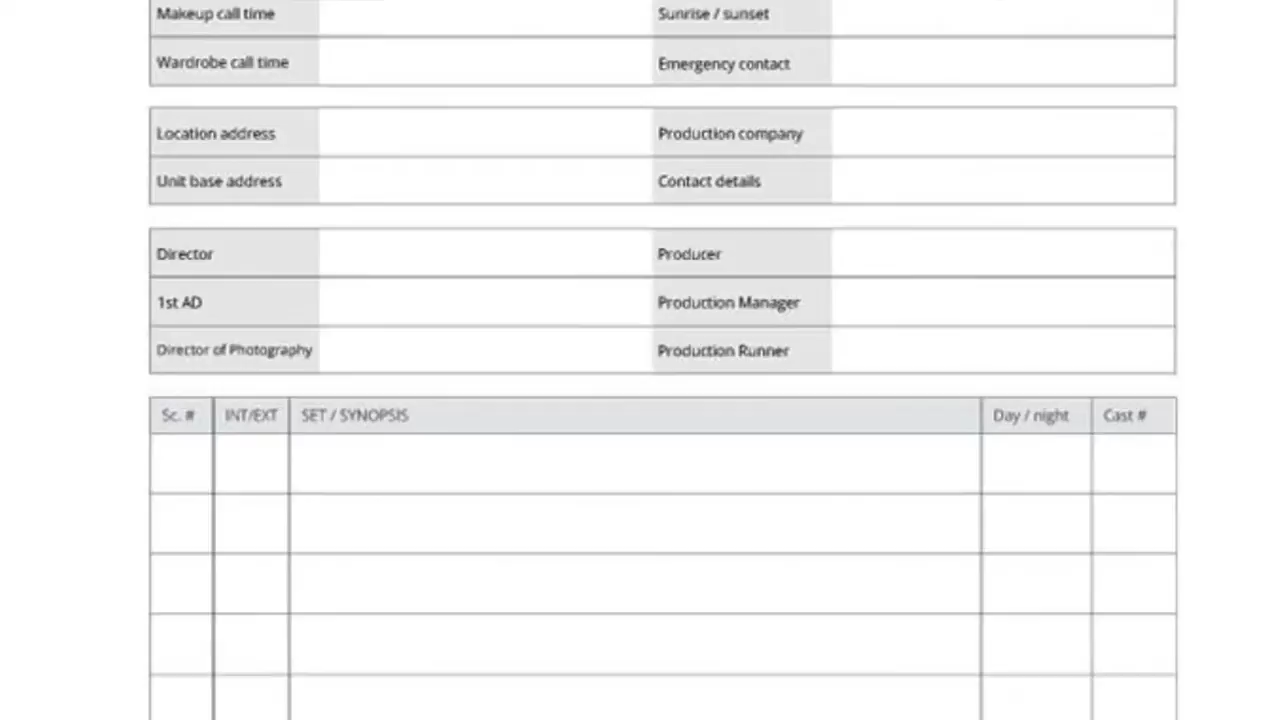 Makeup call time Sunrise / sunset
Wardrobe call time Emergency contact
Location address Production company
Unit base address Contact details
Director Producer
1st AD Production Manager
Director of Photography Production Runner
Sc. # INT/EXT SET / SYNOPSIS Day / night Cast #